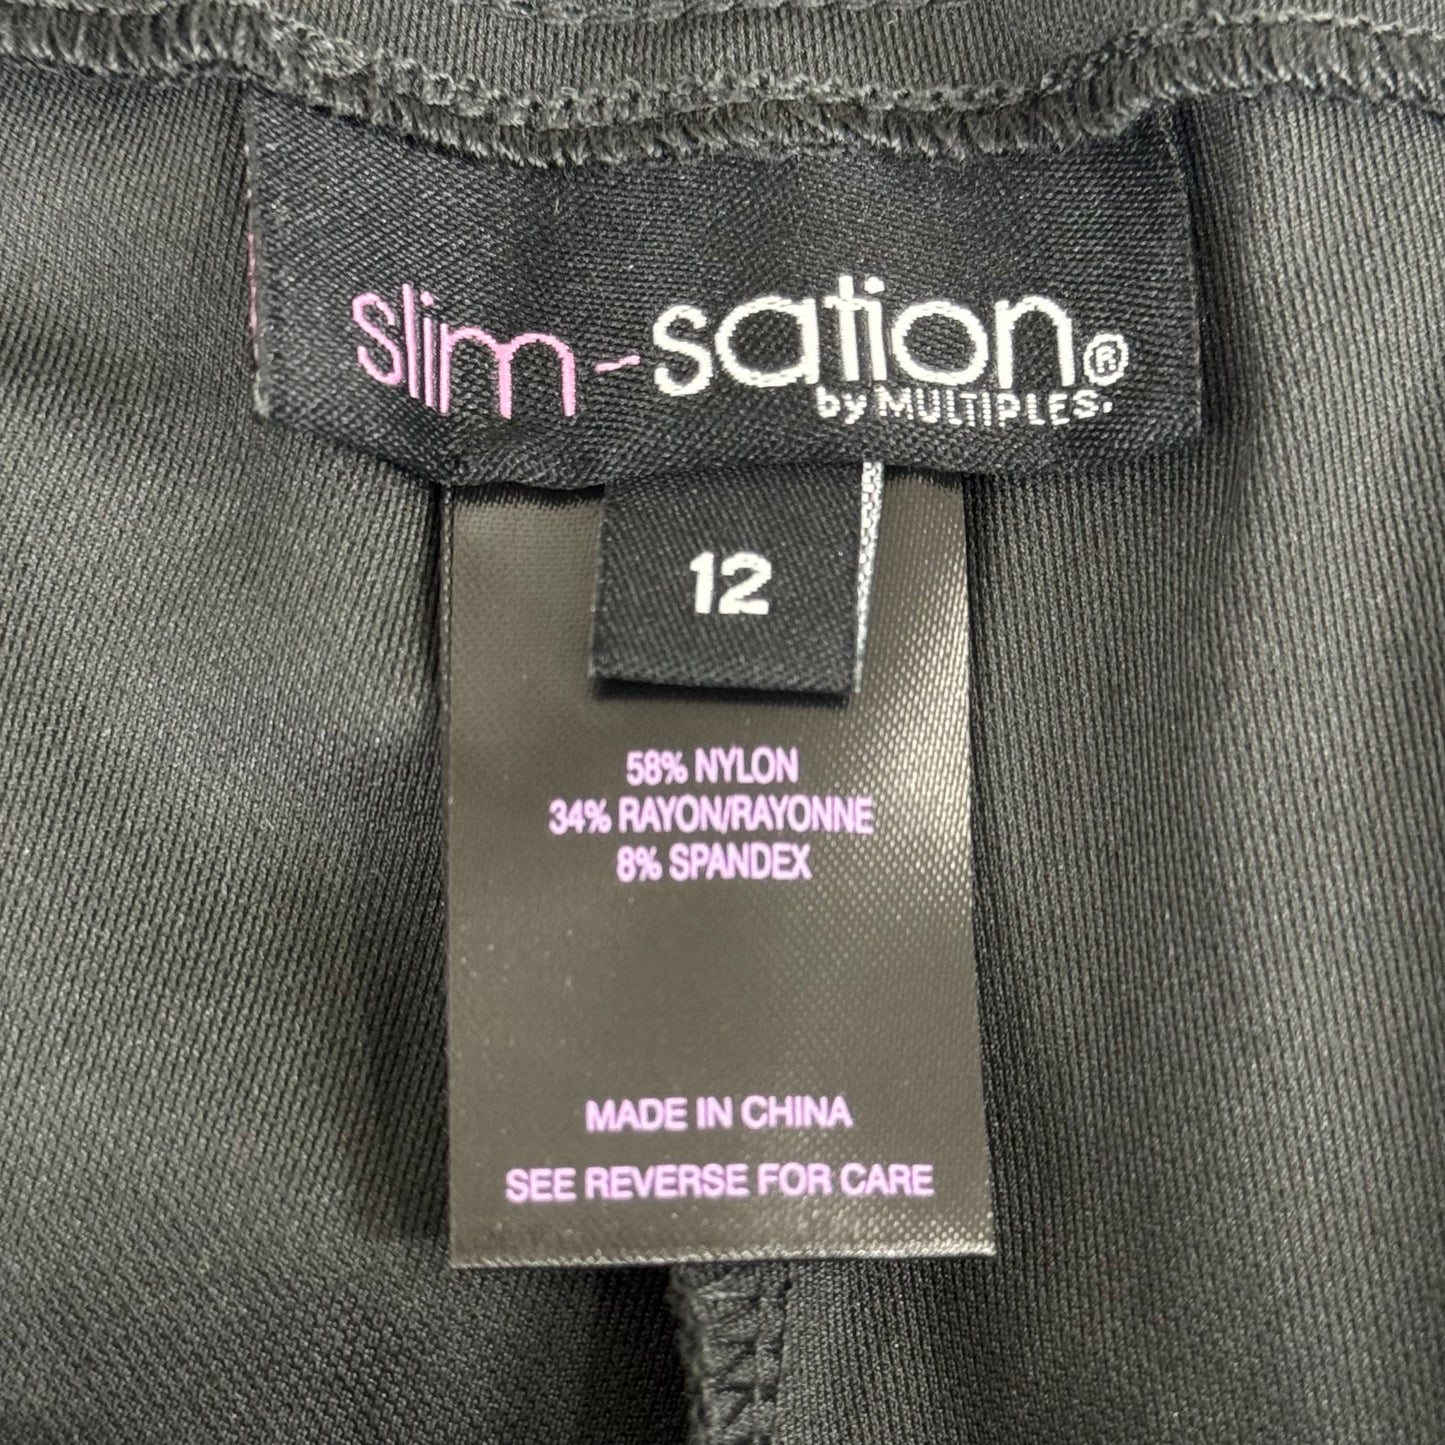 slim-sation®
by MULTIPLES.
12
58% NYLON
34% RAYON/RAYONNE
8% SPANDEX
MADE IN CHINA
SEE REVERSE FOR CARE